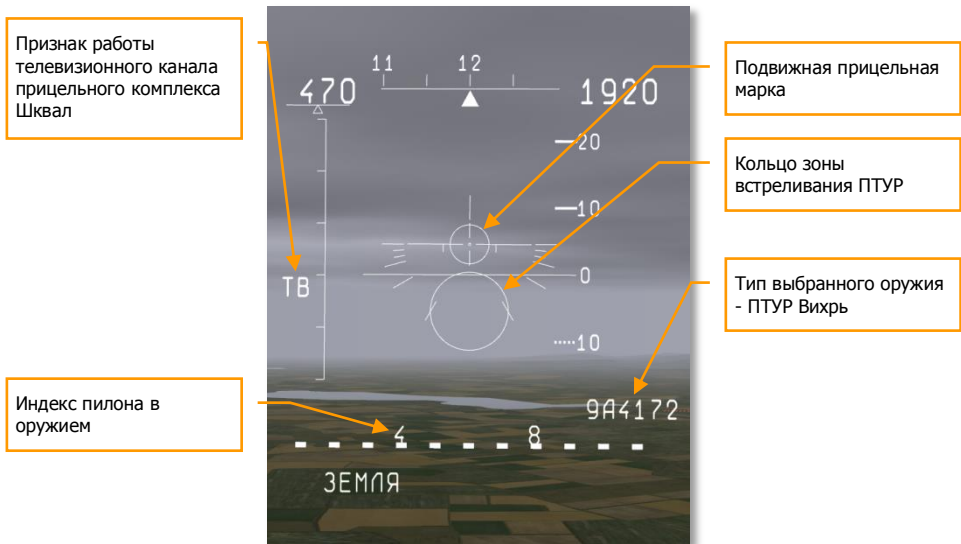 Признак работы
телевизионного канала
прицельного комплекса
Шквал
Индекс пилона в
оружием
11 12
470 1920
20
10
0
ТВ
10
9А4172
4 8
ЗЕМЛЯ
Подвижная прицельная
марка
Кольцо зоны
встреливания ПТУР
Тип выбранного оружия
- ПТУР Вихрь